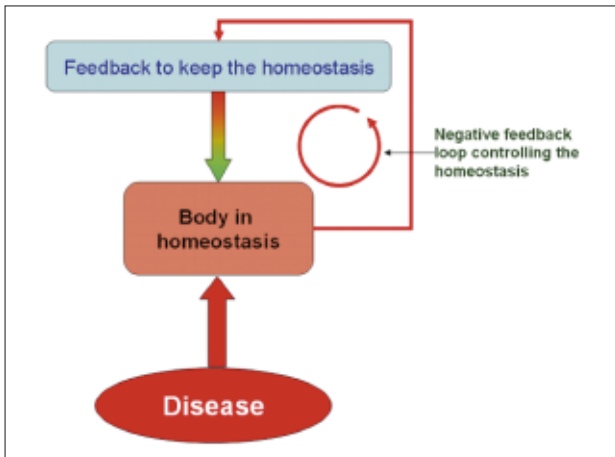 Feedback to keep the homeostasis
Negative feedback
loop controlling the
homeostasis
Body in
homeostasis
Disease